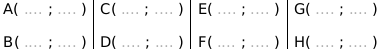 A( .... ; .... ) C( .... ; .... ) E( .... ; .... ) G( .... ; .... )
B( .... ; .... ) D( .... ; .... ) F( .... ; .... ) H( .... ; .... )